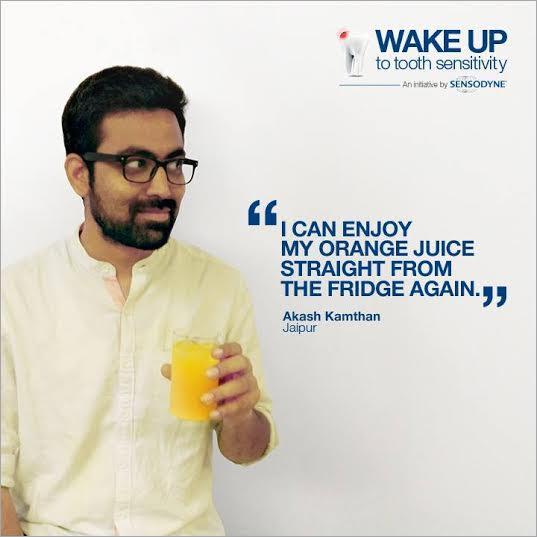 WAKE UP
to tooth sensitivity
An initiative by SENSODYNE
“I CAN ENJOY
MY ORANGE JUICE
STRAIGHT FROM
THE FRIDGE AGAIN.”
Akash Kamthan
Jaipur